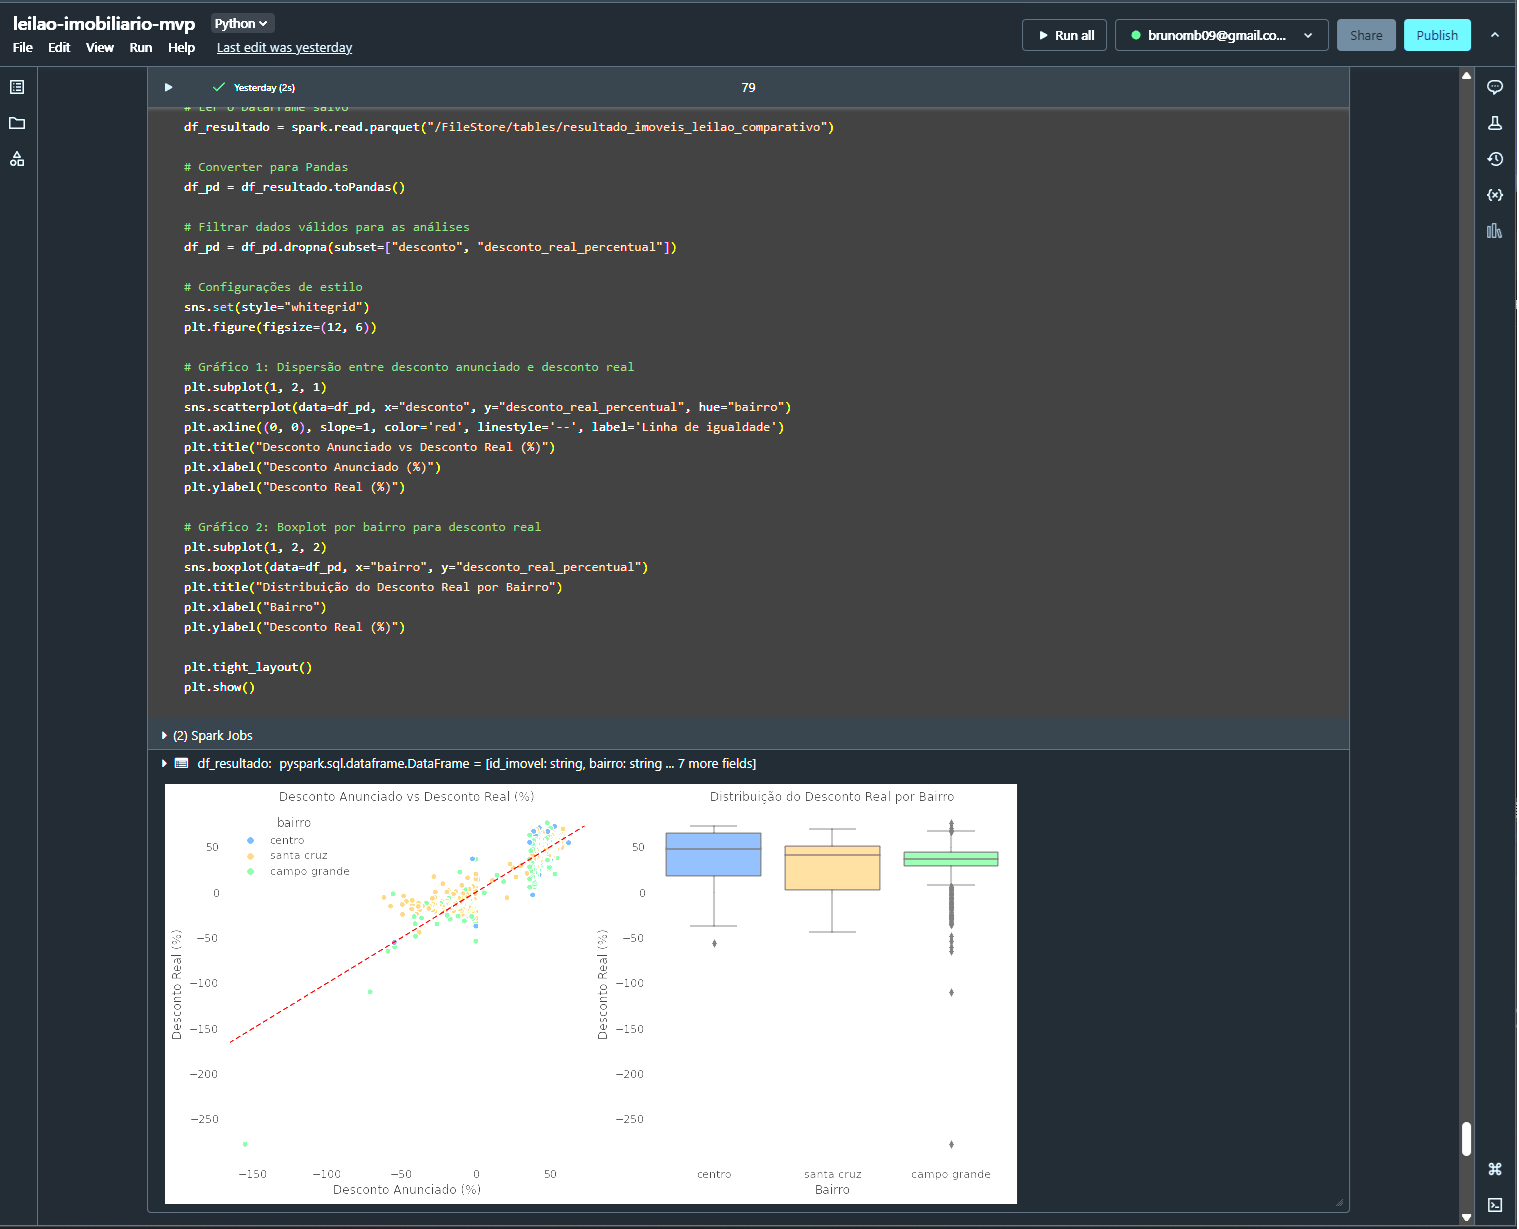 leilao-imobiliario-mvp Python
File Edit View Run Help Last edit was yesterday
Run all
brunomb09@gmail.co...
Share
Publish
Yesterday (2s)
79
# Ler o DataFrame salvo
df_resultado = spark.read.parquet("/FileStore/tables/resultado_imoveis_leilao_comparativo")
# Converter para Pandas
df_pd = df_resultado.toPandas()
# Filtrar dados válidos para as análises
df_pd = df_pd.dropna(subset=["desconto", "desconto_real_percentual"])
# Configurações de estilo
sns.set(style="whitegrid")
plt.figure(figsize=(12, 6))
# Gráfico 1: Dispersão entre desconto anunciado e desconto real
plt.subplot(1, 2, 1)
sns.scatterplot(data=df_pd, x="desconto", y="desconto_real_percentual", hue="bairro")
plt.axline((0, 0), slope=1, color='red', linestyle='--', label='Linha de igualdade')
plt.title("Desconto Anunciado vs Desconto Real (%)")
plt.xlabel("Desconto Anunciado (%)")
plt.ylabel("Desconto Real (%)")
# Gráfico 2: Boxplot por bairro para desconto real
plt.subplot(1, 2, 2)
sns.boxplot(data=df_pd, x="bairro", y="desconto_real_percentual")
plt.title("Distribuição do Desconto Real por Bairro")
plt.xlabel("Bairro")
plt.ylabel("Desconto Real (%)")
plt.tight_layout()
plt.show()
(2) Spark Jobs
df_resultado: pyspark.sql.dataframe.DataFrame = [id_imovel: string, bairro: string ... 7 more fields]
Desconto Anunciado vs Desconto Real (%)
bairro
centro
santa cruz
campo grande
50
0
−50
−100
−150
−200
−250
Desconto Real (%)
−150 −100 −50 0 50
Desconto Anunciado (%)
Distribuição do Desconto Real por Bairro
50
0
−50
−100
−150
−200
−250
Desconto Real (%)
centro santa cruz campo grande
Bairro